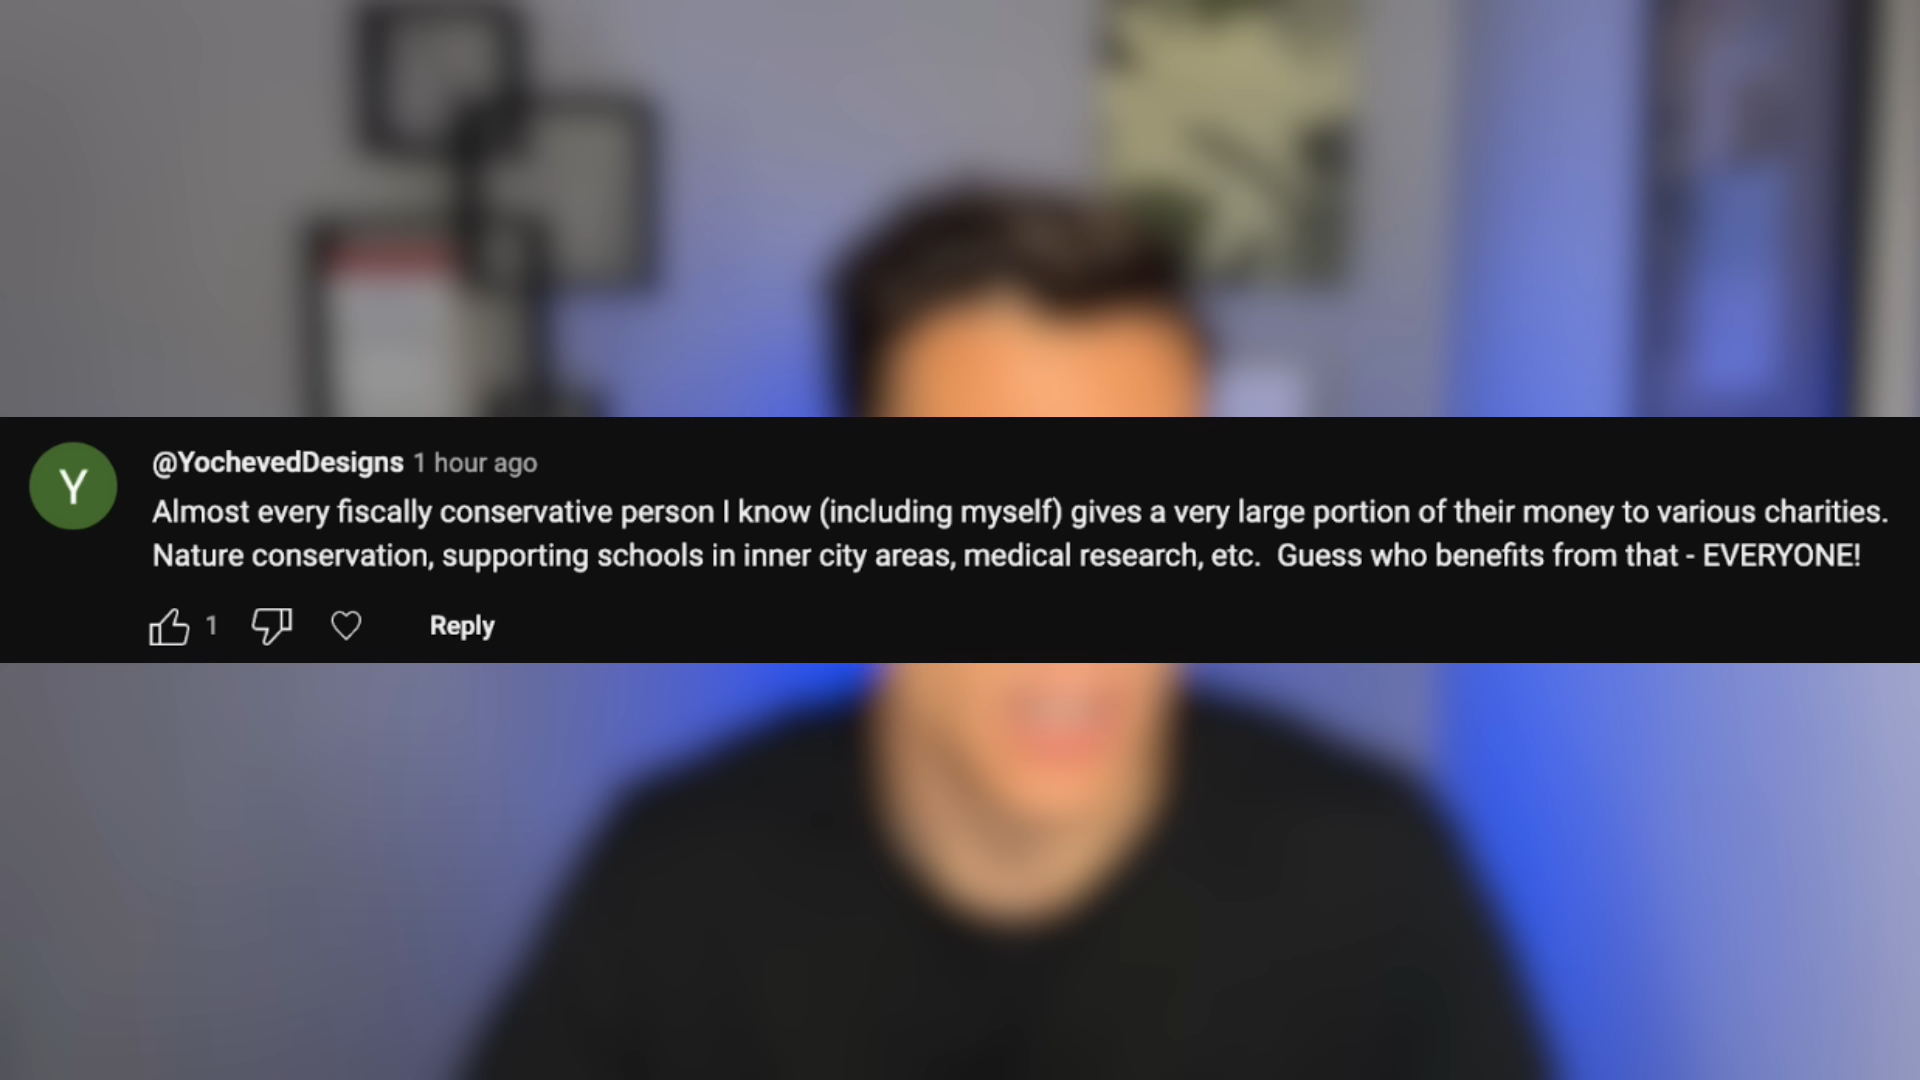 Y
@YochevedDesigns 1 hour ago
Almost every fiscally conservative person I know (including myself) gives a very large portion of their money to various charities.
Nature conservation, supporting schools in inner city areas, medical research, etc.  Guess who benefits from that - EVERYONE!
1
Reply